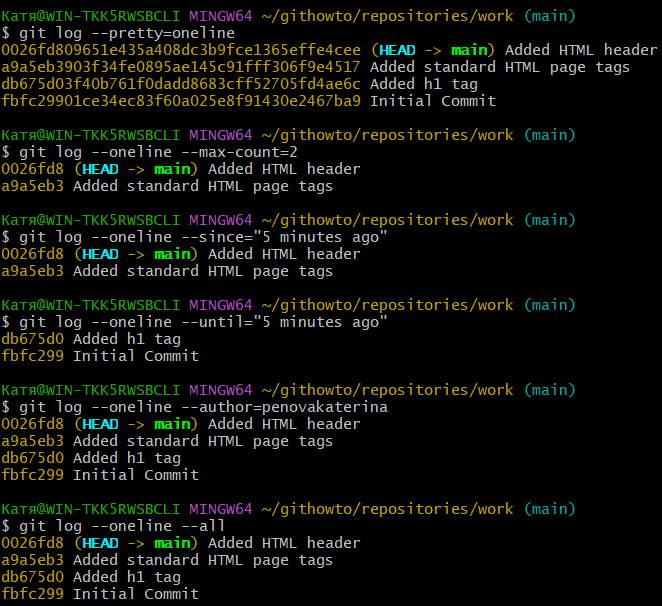 Катя@WIN-TKK5RWSBCLI MINGW64 ~/githowto/repositories/work (main)
$ git log --pretty=oneline
0026fd809651e435a408dc3b9fce1365effe4cee (HEAD -> main) Added HTML header
a9a5eb3903f34fe0895ae145c91fff306f9e4517 Added standard HTML page tags
db675d03f40b761f0dadd8683cff52705fd4ae6c Added h1 tag
fbfc29901ce34ec83f60a025e8f91430e2467ba9 Initial Commit
Катя@WIN-TKK5RWSBCLI MINGW64 ~/githowto/repositories/work (main)
$ git log --oneline --max-count=2
0026fd8 (HEAD -> main) Added HTML header
a9a5eb3 Added standard HTML page tags
Катя@WIN-TKK5RWSBCLI MINGW64 ~/githowto/repositories/work (main)
$ git log --oneline --since="5 minutes ago"
0026fd8 (HEAD -> main) Added HTML header
a9a5eb3 Added standard HTML page tags
Катя@WIN-TKK5RWSBCLI MINGW64 ~/githowto/repositories/work (main)
$ git log --oneline --until="5 minutes ago"
db675d0 Added h1 tag
fbfc299 Initial Commit
Катя@WIN-TKK5RWSBCLI MINGW64 ~/githowto/repositories/work (main)
$ git log --oneline --author=penovakaterina
0026fd8 (HEAD -> main) Added HTML header
a9a5eb3 Added standard HTML page tags
db675d0 Added h1 tag
fbfc299 Initial Commit
Катя@WIN-TKK5RWSBCLI MINGW64 ~/githowto/repositories/work (main)
$ git log --oneline --all
0026fd8 (HEAD -> main) Added HTML header
a9a5eb3 Added standard HTML page tags
db675d0 Added h1 tag
fbfc299 Initial Commit